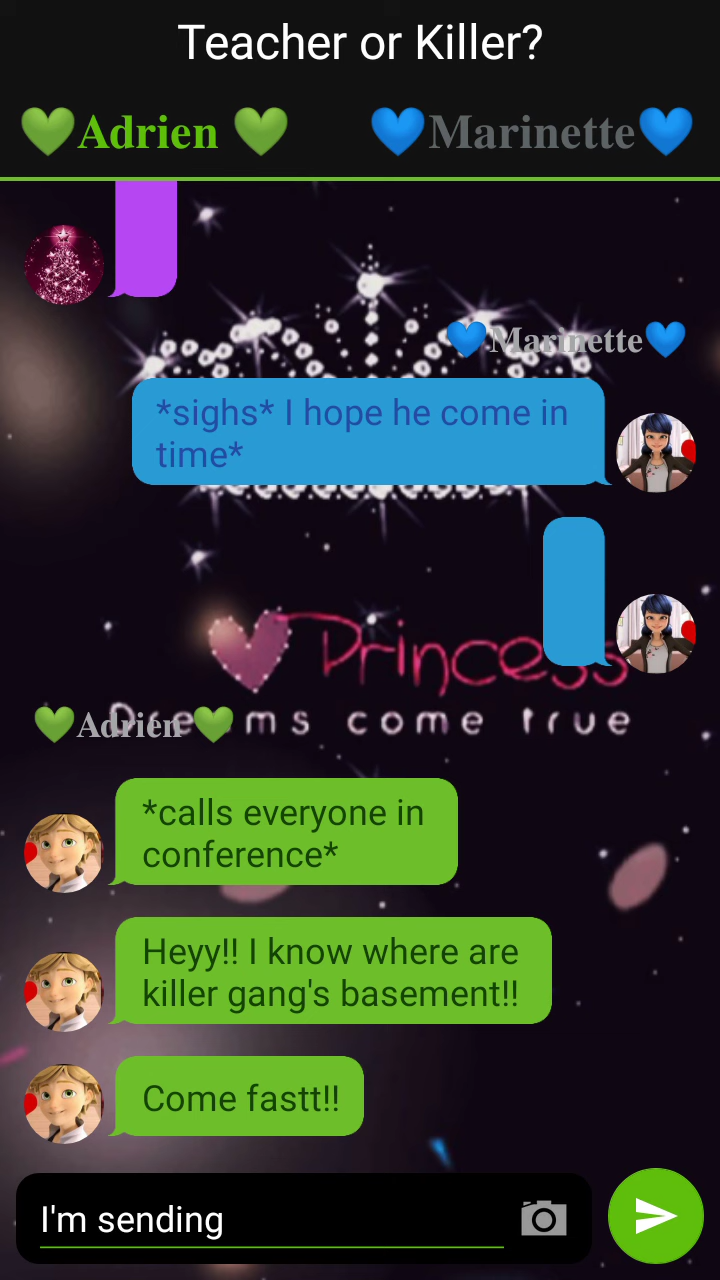 Teacher or Killer?
💚Adrien 💚 💙Marinette💙
💙Marinette💙
*sighs* I hope he come in
time*
Princess
Dreams come true
💚Adrien 💚
*calls everyone in
conference*
Heyy!! I know where are
killer gang's basement!!
Come fastt!!
I'm sending